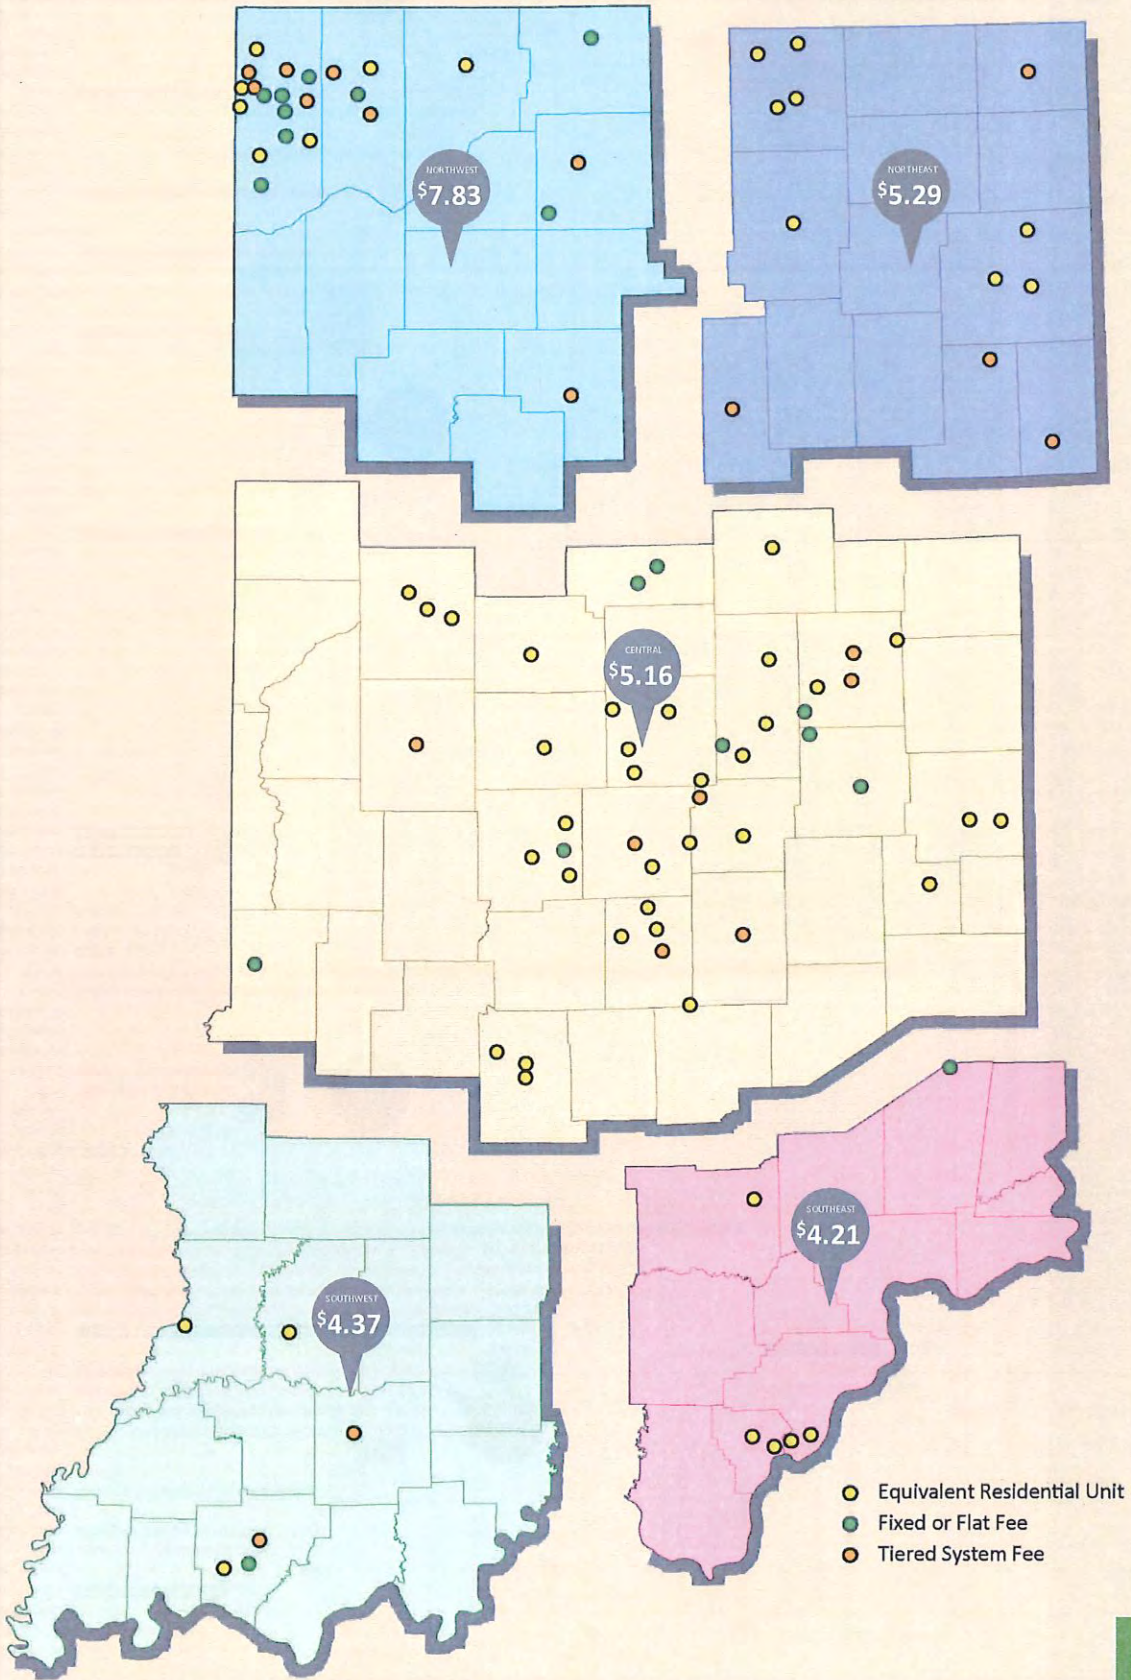 NORTHWEST
$7.83
NORTHEAST
$5.29
CENTRAL
$5.16
SOUTHWEST
$4.37
SOUTHEAST
$4.21
Equivalent Residential Unit
Fixed or Flat Fee
Tiered System Fee